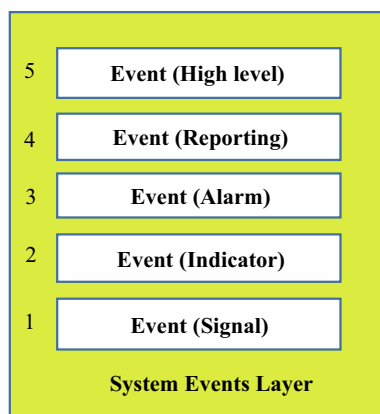 5 Event (High level)
4 Event (Reporting)
3 Event (Alarm)
2 Event (Indicator)
1 Event (Signal)
System Events Layer